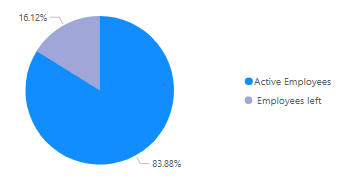 16.12%
Active Employees
Employees left
83.88%